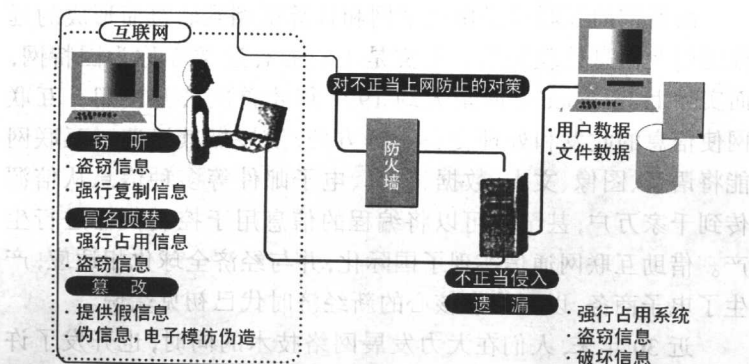 互联网
窃 听
·盗窃信息
·强行复制信息
冒名顶替
·强行占用信息
·盗窃信息
篡 改
·提供假信息
·伪信息、电子模仿伪造
对不正当上网防止的对策
防火墙
·用户数据
·文件数据
不正当侵入
遗 漏
·强行占用系统
·盗窃信息
·破坏信息